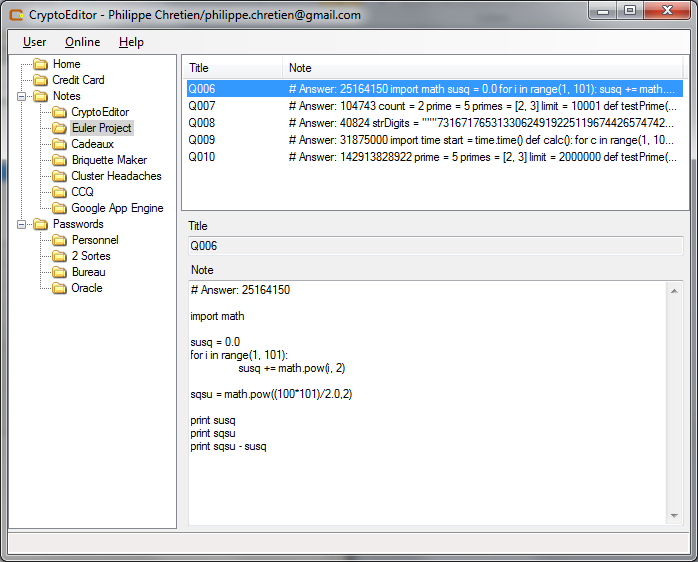 CryptoEditor - Philippe Chretien/philippe.chretien@gmail.com
User Online Help
Home
Credit Card
Notes
CryptoEditor
Euler Project
Cadeaux
Briquette Maker
Cluster Headaches
CCQ
Google App Engine
Passwords
Personnel
2 Sortes
Bureau
Oracle
Title Note
Q006 # Answer: 25164150 import math susq = 0.0 for i in range(1, 101): susq += math....
Q007 # Answer: 104743 count = 2 prime = 5 primes = [2, 3] limit = 10001 def testPrime(...
Q008 # Answer: 40824 strDigits = """73167176531330624919225119674426574742...
Q009 # Answer: 31875000 import time start = time.time() def calc(): for c in range(1, 10...
Q010 # Answer: 142913828922 prime = 5 primes = [2, 3] limit = 2000000 def testPrime(...
Title
Q006
Note
# Answer: 25164150
import math
susq = 0.0
for i in range(1, 101):
susq += math.pow(i, 2)
sqsu = math.pow((100*101)/2.0,2)
print susq
print sqsu
print sqsu - susq